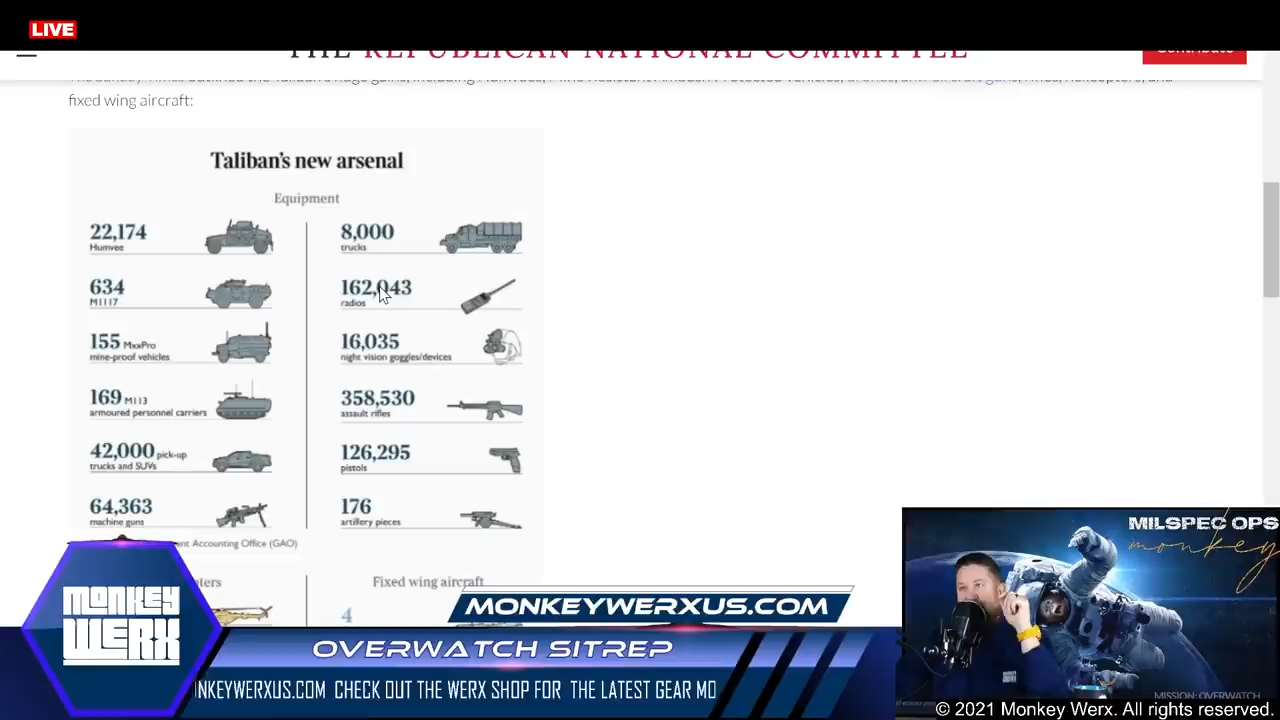 LIVE
THE REPUBLICAN NATIONAL COMMITTEE
Contribute
fixed wing aircraft:
Taliban's new arsenal
Equipment
22,174
Humvee
8,000
trucks
634
M1117
162,043
radios
155 MxxPro
mine-proof vehicles
16,035
night vision goggles/devices
169 M113
armoured personnel carriers
358,530
assault rifles
42,000 pick-up
trucks and SUVs
126,295
pistols
64,363
machine guns
176
artillery pieces
Accounting Office (GAO)
Fixed wing aircraft
4
MONKEY
WERX
MONKEYWERXUS.COM
OVERWATCH SITREP
NKEYWERXUS.COM CHECK OUT THE WERX SHOP FOR THE LATEST GEAR MO
MILSPEC OPS
monkey
MISSION: OVERWATCH
© 2021 Monkey Werx. All rights reserved.